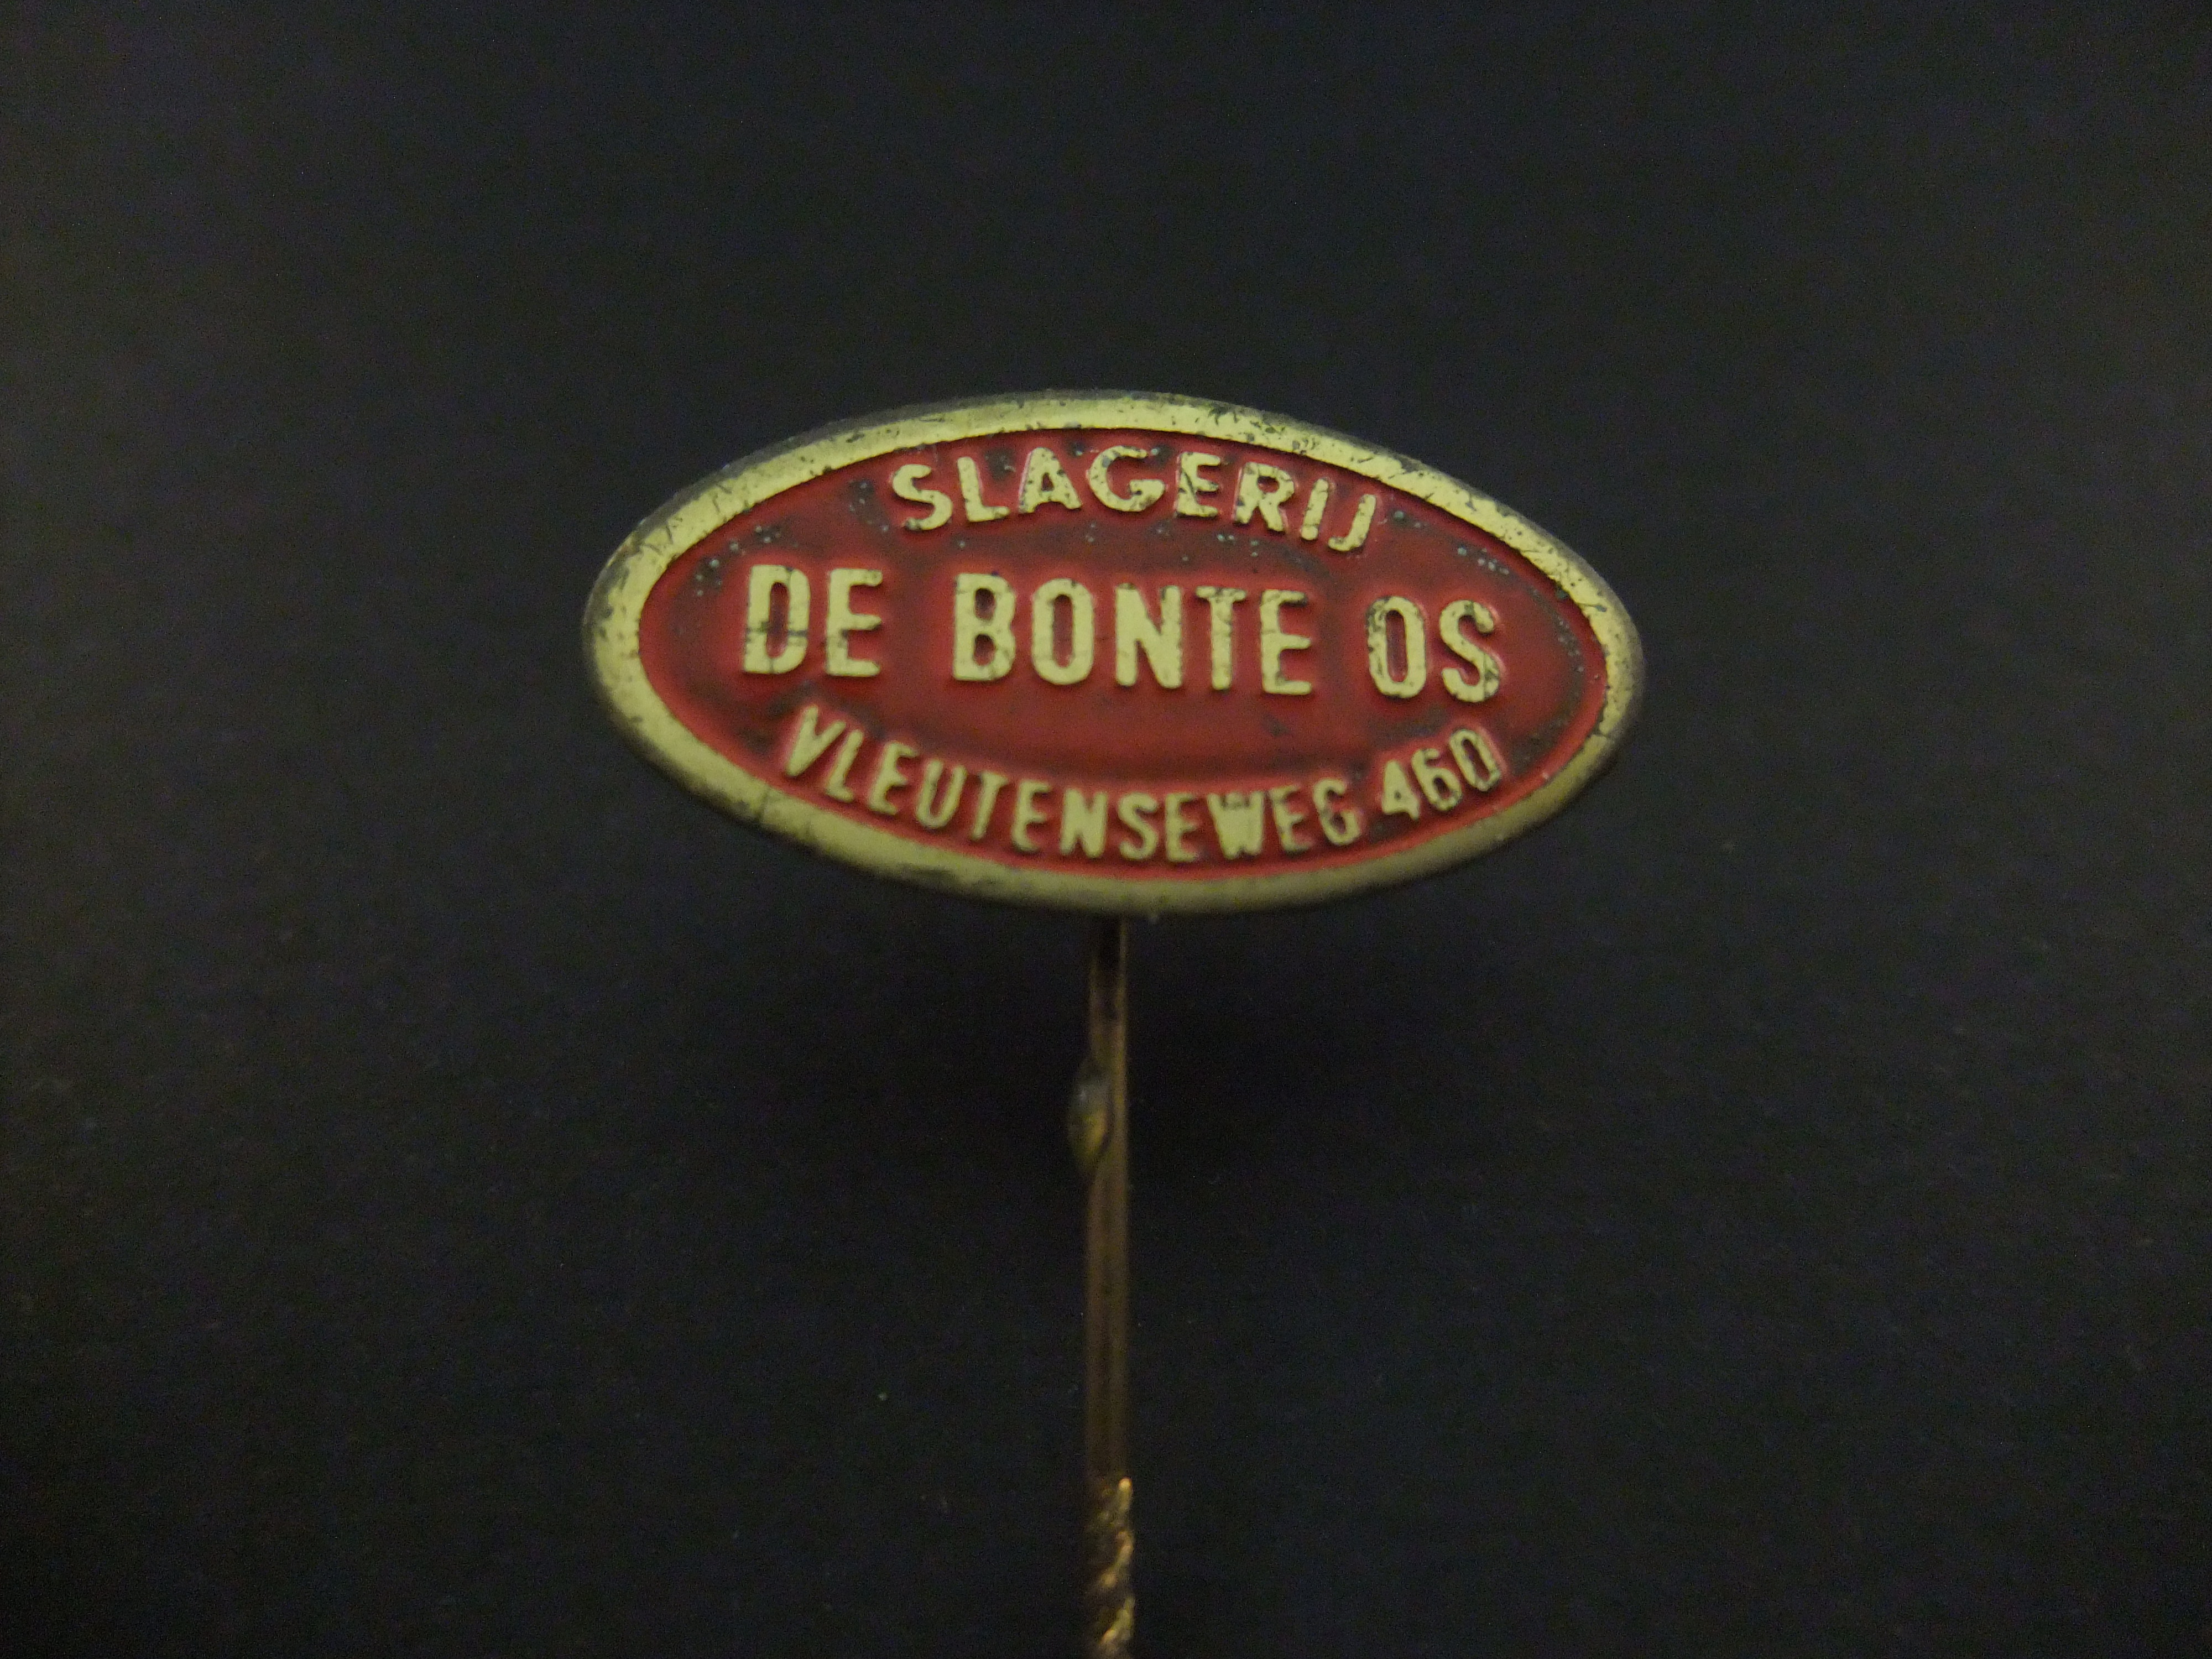 SLAGERIJ
DE BONTE OS
VLEUTENSEWEG 460